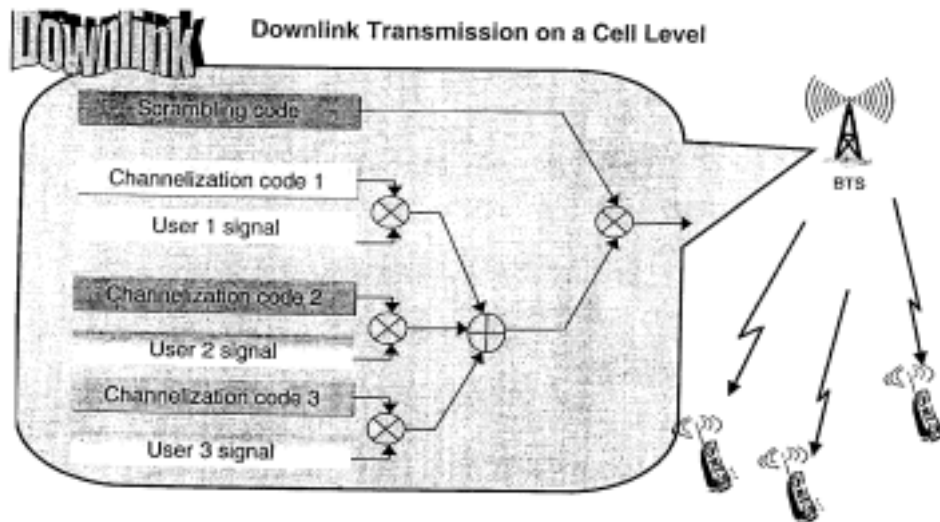 Downlink
Downlink Transmission on a Cell Level
Scrambling code
Channelization code 1
User 1 signal
Channelization code 2
User 2 signal
Channelization code 3
User 3 signal
BTS